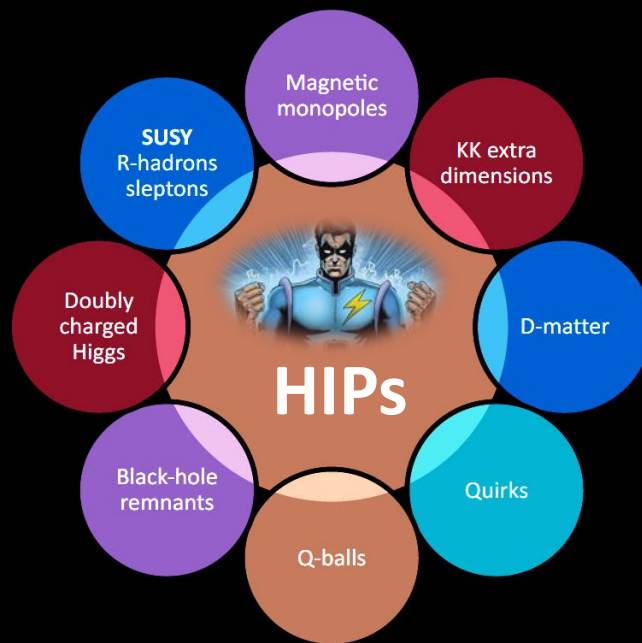 Magnetic
monopoles
KK extra
dimensions
D-matter
Quirks
Q-balls
Black-hole
remnants
Doubly
charged
Higgs
SUSY
R-hadrons
sleptons
HIPs